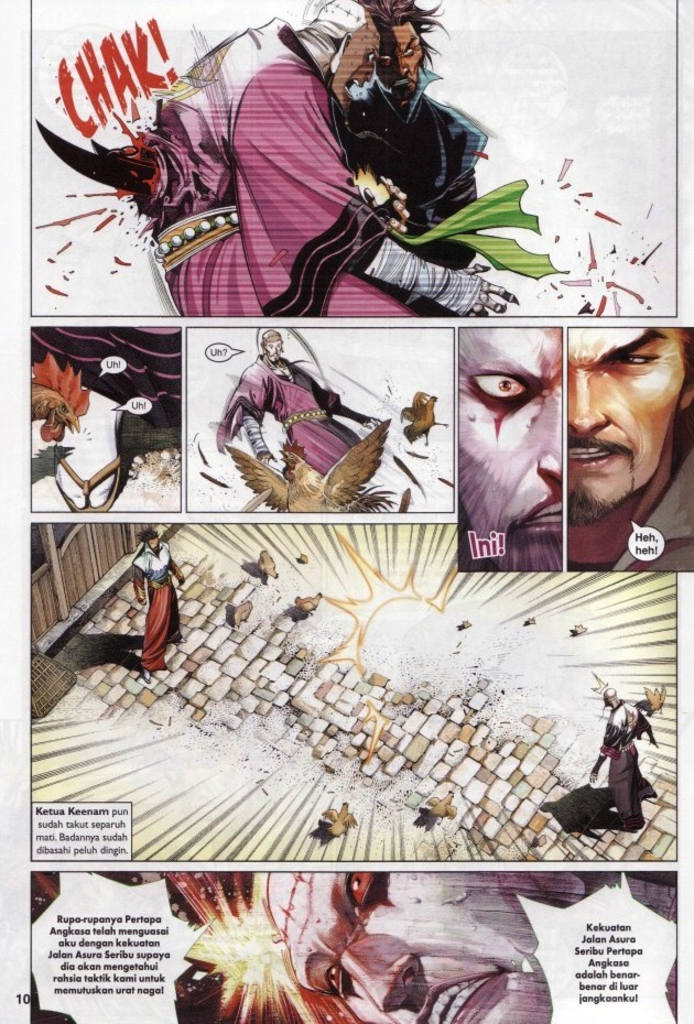 CHAK!
Uh!
Uh!
Uh?
Ini!
Heh,
heh!
Ketua Keenam pun
sudah takut separuh
mati. Badannya sudah
dibasahi peluh dingin.
Rupa-rupanya Pertapa
Angkasa telah menguasai
aku dengan kekuatan
Jalan Asura Seribu supaya
dia akan mengetahui
rahsia taktik kami untuk
memutuskan urat naga!
Kekuatan
Jalan Asura
Seribu Pertapa
Angkasa
adalah benar-
benar di luar
jangkaanku!
10